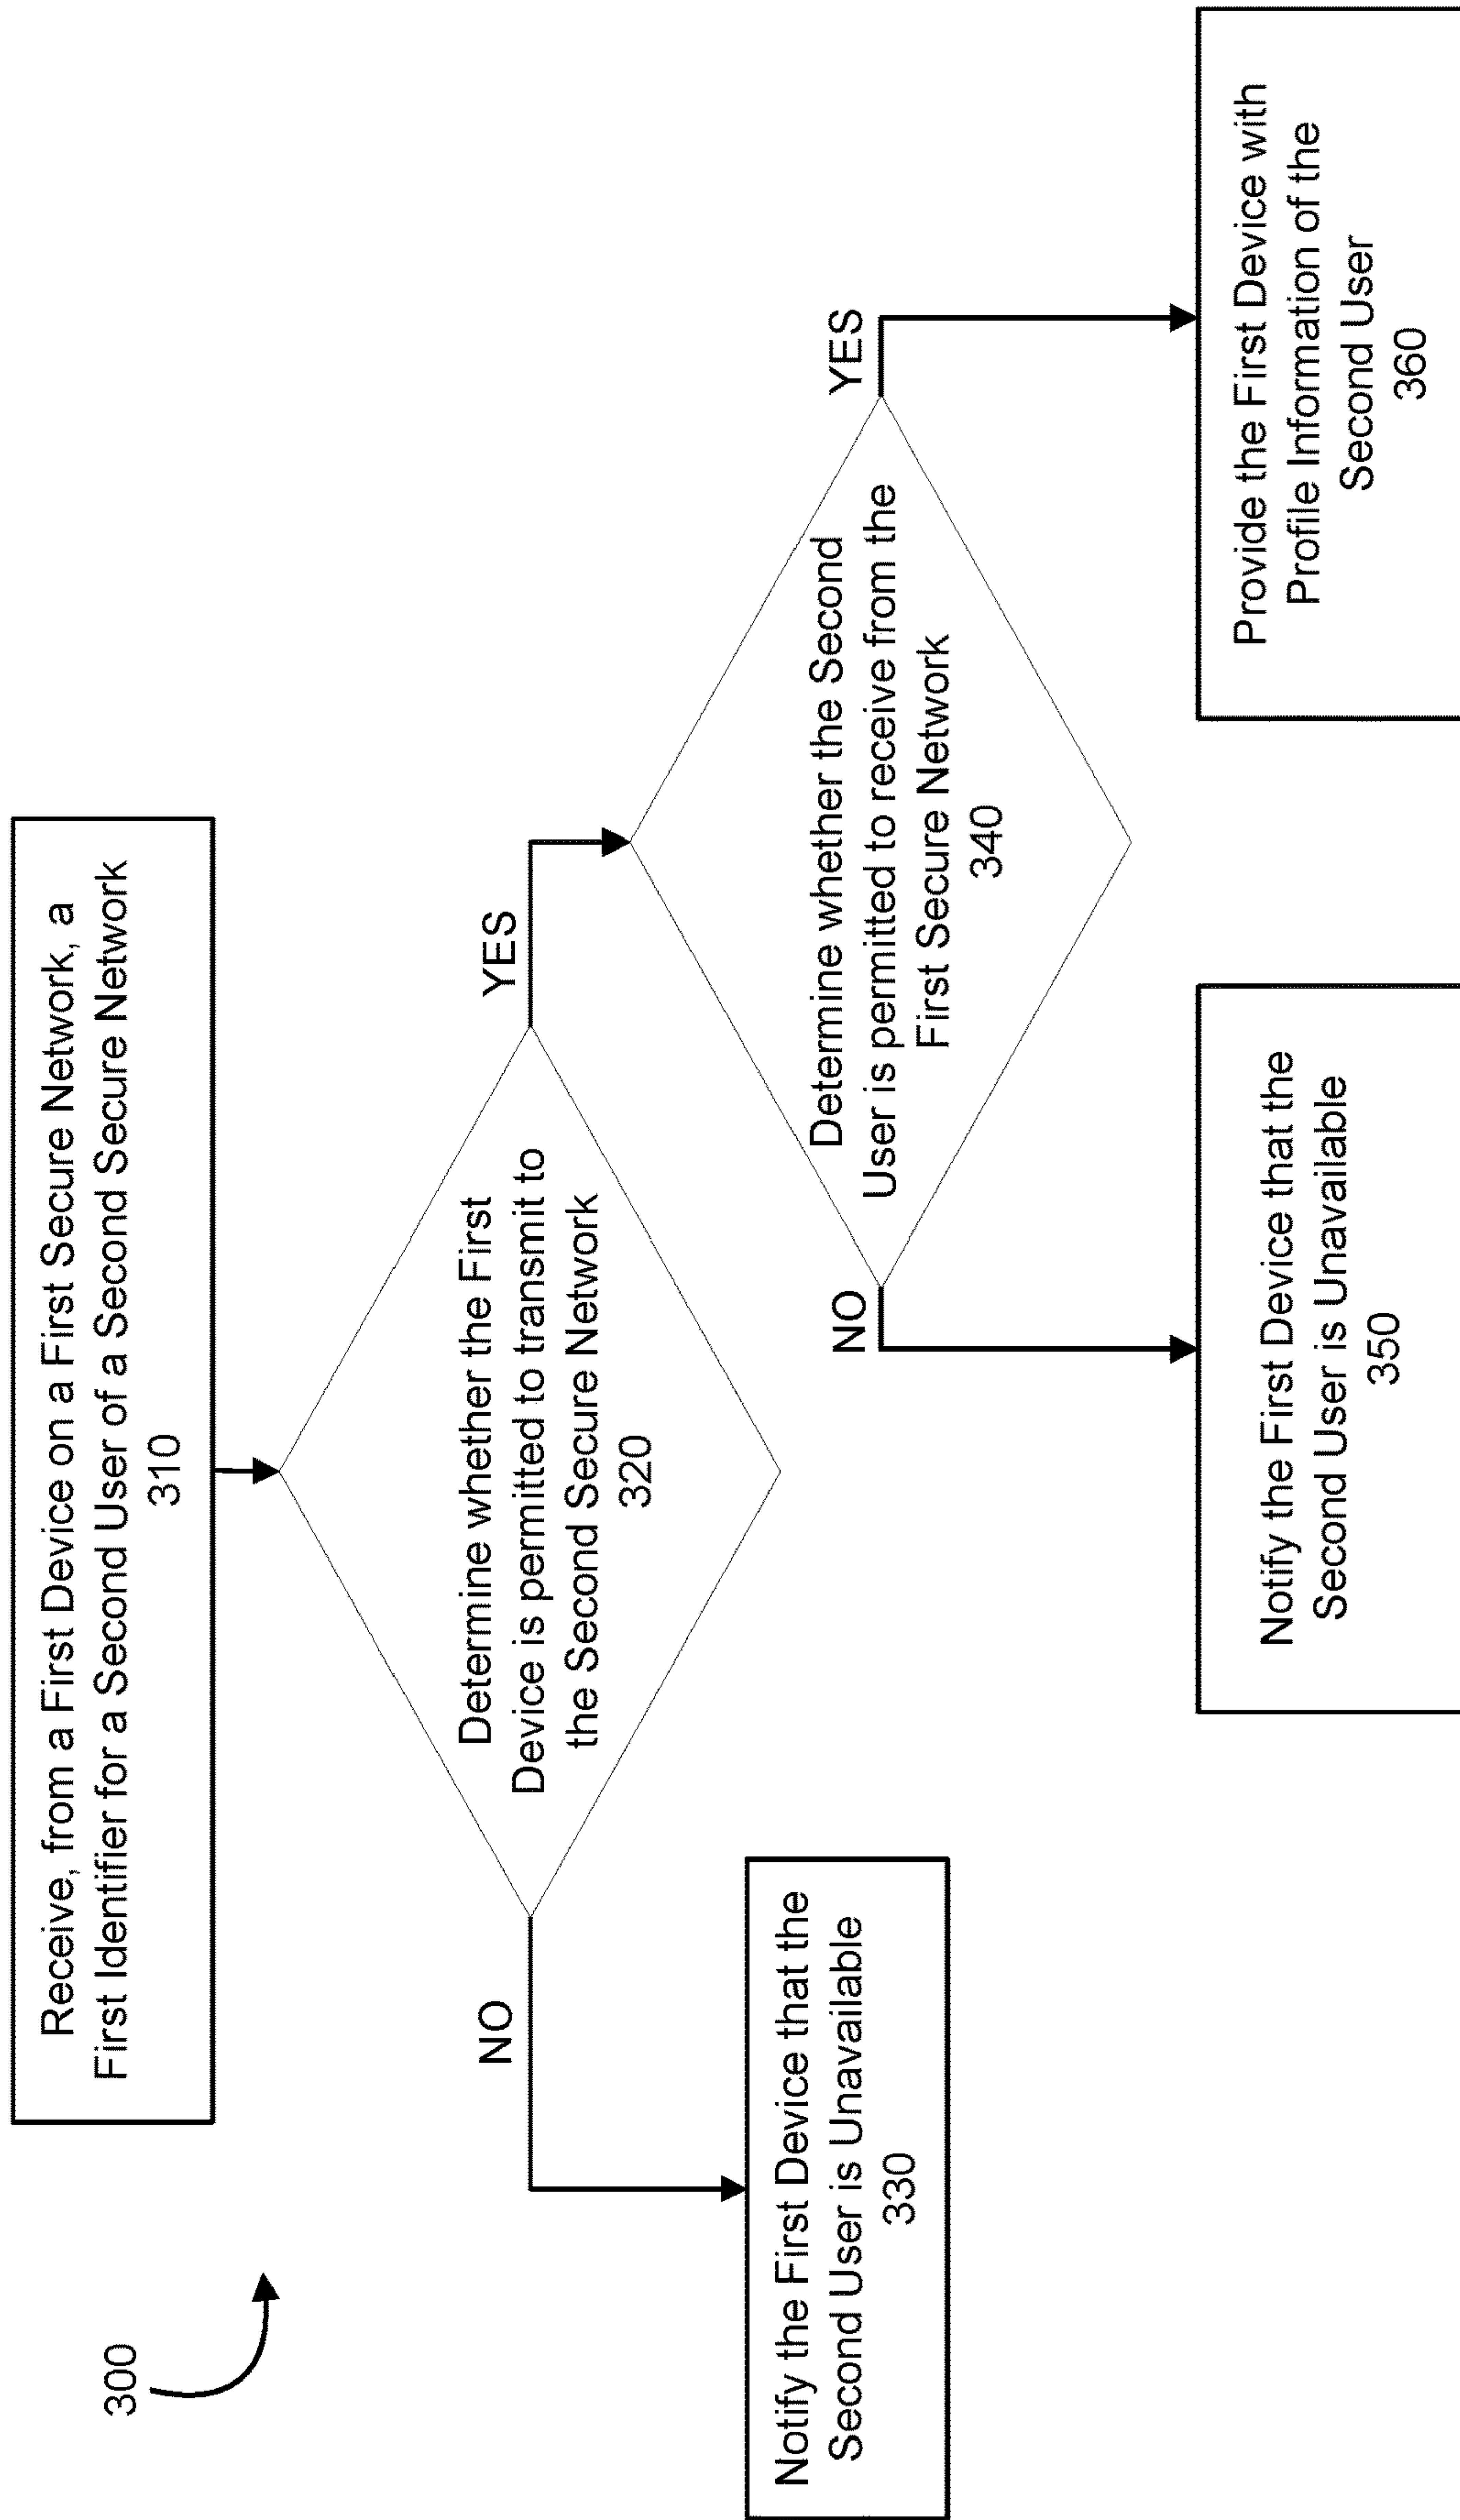 300
Receive, from a First Device on a First Secure Network, a
First Identifier for a Second User of a Second Secure Network
310
Determine whether the First
Device is permitted to transmit to
the Second Secure Network
320
NO
YES
Notify the First Device that the
Second User is Unavailable
330
Determine whether the Second
User is permitted to receive from the
First Secure Network
340
NO
YES
Notify the First Device that the
Second User is Unavailable
350
Provide the First Device with
Profile Information of the
Second User
360